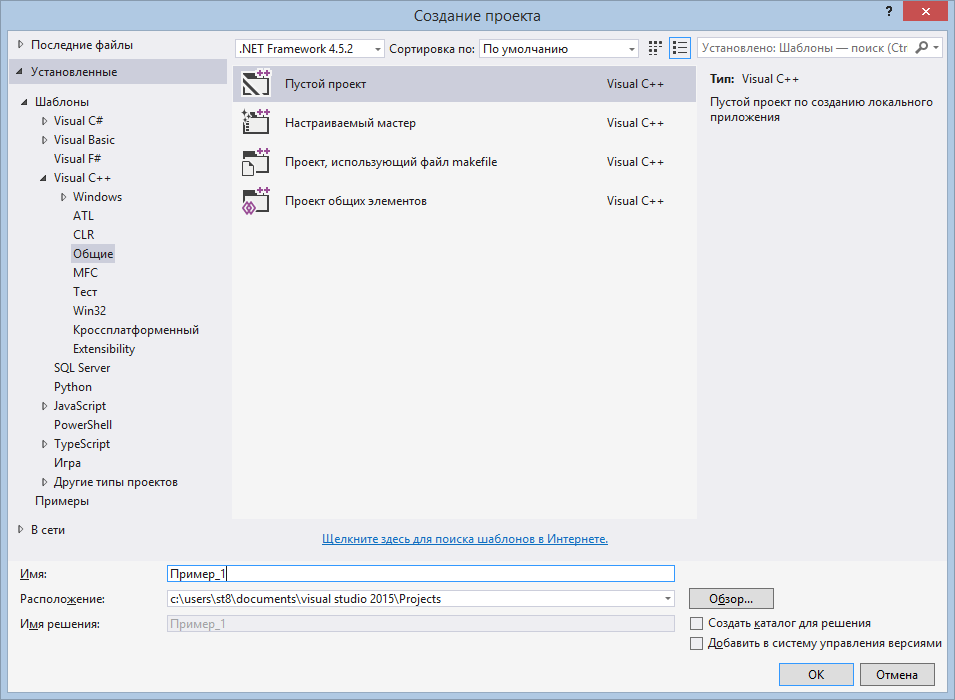 Создание проекта
?
Последние файлы
Установленные
Шаблоны
Visual C#
Visual Basic
Visual F#
Visual C++
Windows
ATL
CLR
Общие
MFC
Тест
Win32
Кроссплатформенный
Extensibility
SQL Server
Python
JavaScript
PowerShell
TypeScript
Игра
Другие типы проектов
Примеры
В сети
.NET Framework 4.5.2 Сортировка по: По умолчанию
Пустой проект Visual C++
Настраиваемый мастер Visual C++
Проект, использующий файл makefile Visual C++
Проект общих элементов Visual C++
Щелкните здесь для поиска шаблонов в Интернете.
Установлено: Шаблоны — поиск (Ctr
Тип: Visual C++
Пустой проект по созданию локального
приложения
Имя: Пример_1
Расположение: c:\users\st8\documents\visual studio 2015\Projects Обзор...
Имя решения: Пример_1
Создать каталог для решения
Добавить в систему управления версиями
ОК Отмена